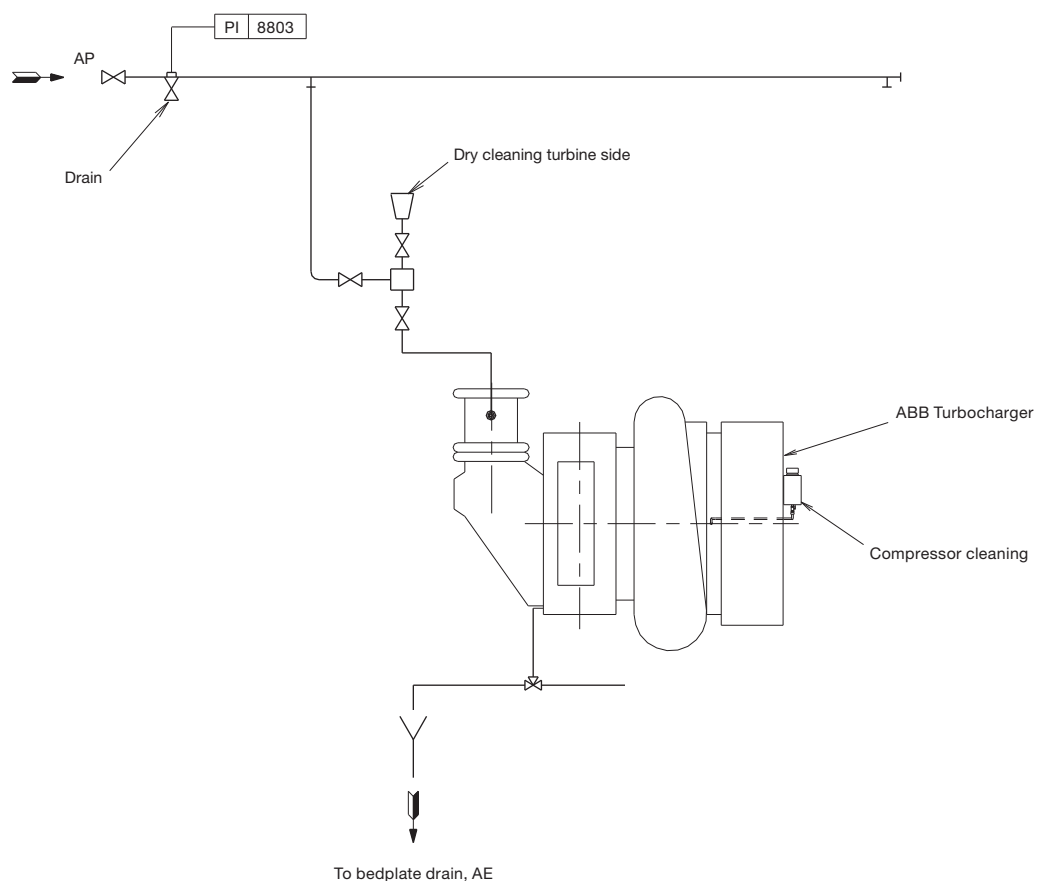 PI 8803
AP
Drain
Dry cleaning turbine side
ABB Turbocharger
Compressor cleaning
To bedplate drain, AE